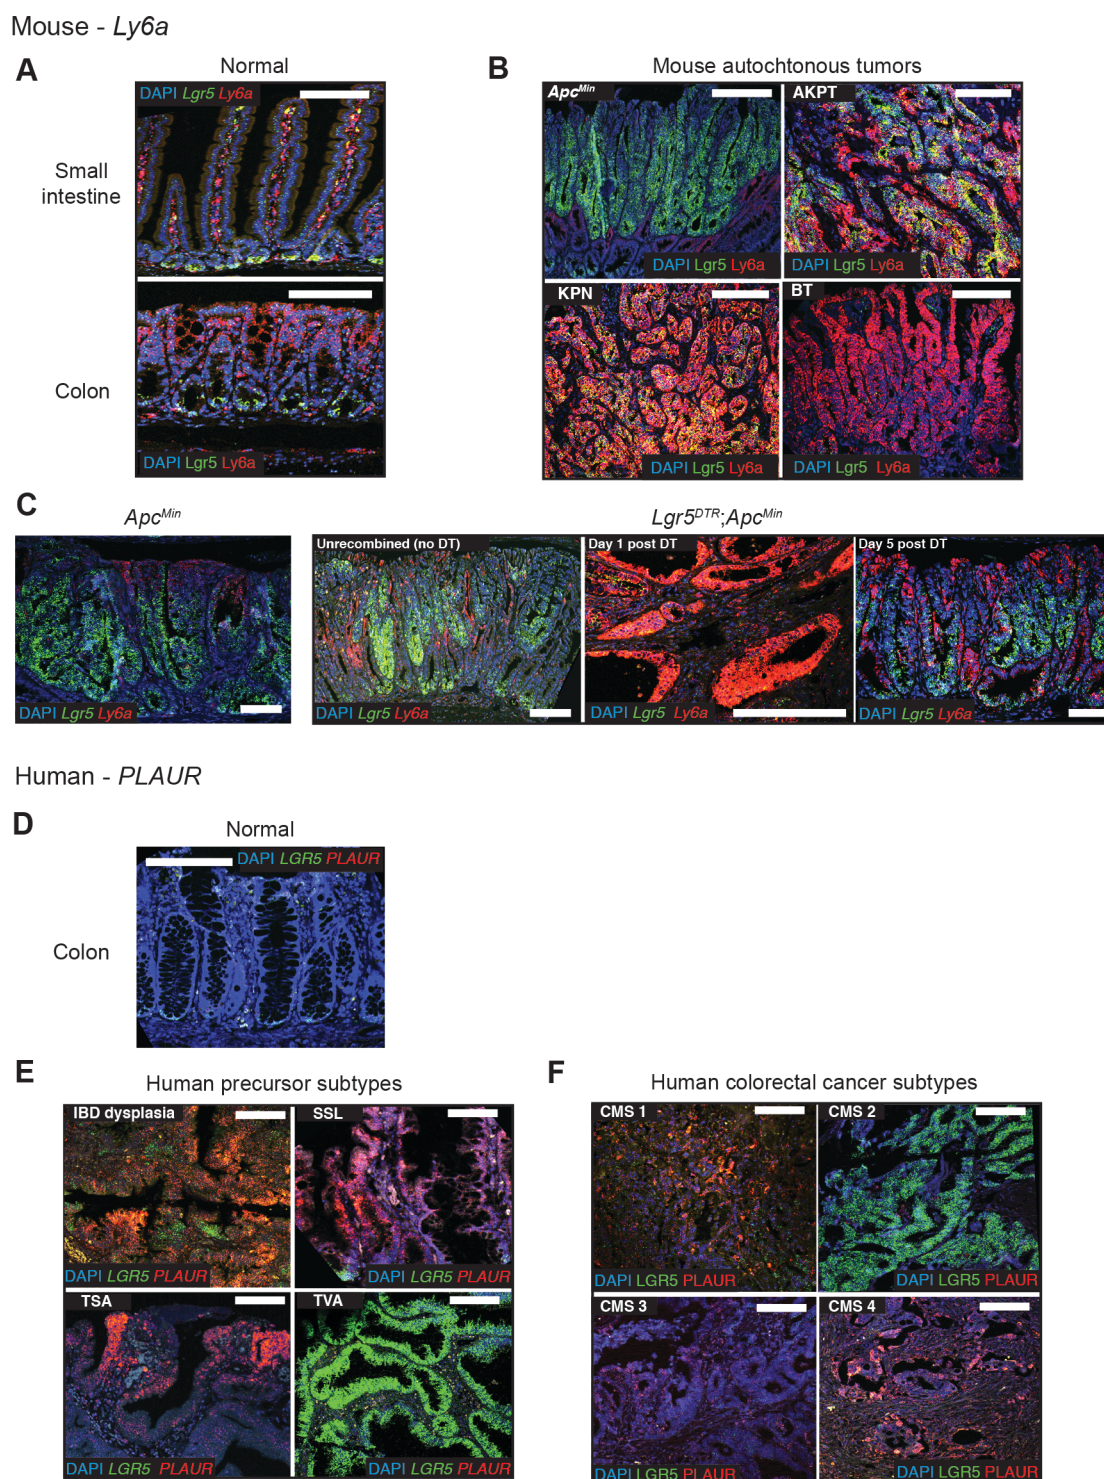 Mouse - Ly6a
A
Normal
DAPI Lgr5 Ly6a
Small
intestine
Colon
DAPI Lgr5 Ly6a
B
Mouse autochtonous tumors
ApcMin
DAPI Lgr5 Ly6a
AKPT
DAPI Lgr5 Ly6a
KPN
DAPI Lgr5 Ly6a
BT
DAPI Lgr5 Ly6a
C
ApcMin
DAPI Lgr5 Ly6a
Lgr5DTR;ApcMin
Unrecombined (no DT)
DAPI Lgr5 Ly6a
Day 1 post DT
DAPI Lgr5 Ly6a
Day 5 post DT
DAPI Lgr5 Ly6a
Human - PLAUR
D
Normal
DAPI LGR5 PLAUR
Colon
E
Human precursor subtypes
IBD dysplasia
DAPI LGR5 PLAUR
SSL
DAPI LGR5 PLAUR
TSA
DAPI LGR5 PLAUR
TVA
DAPI LGR5 PLAUR
F
Human colorectal cancer subtypes
CMS 1
DAPI LGR5 PLAUR
CMS 2
DAPI LGR5 PLAUR
CMS 3
DAPI LGR5 PLAUR
CMS 4
DAPI LGR5 PLAUR